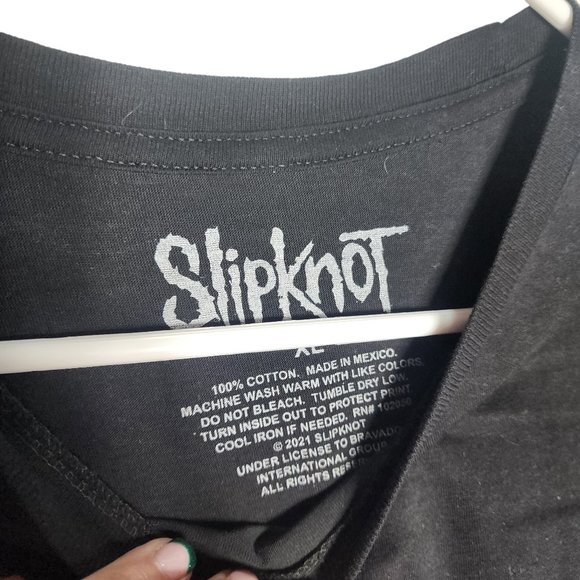 SlipKnoT
XL
100% COTTON. MADE IN MEXICO.
MACHINE WASH WARM WITH LIKE COLORS.
DO NOT BLEACH. TUMBLE DRY LOW.
TURN INSIDE OUT TO PROTECT PRINT
COOL IRON IF NEEDED. RN# 102050
© 2021 SLIPKNOT
UNDER LICENSE TO BRAVADO
INTERNATIONAL GROUP
ALL RIGHTS